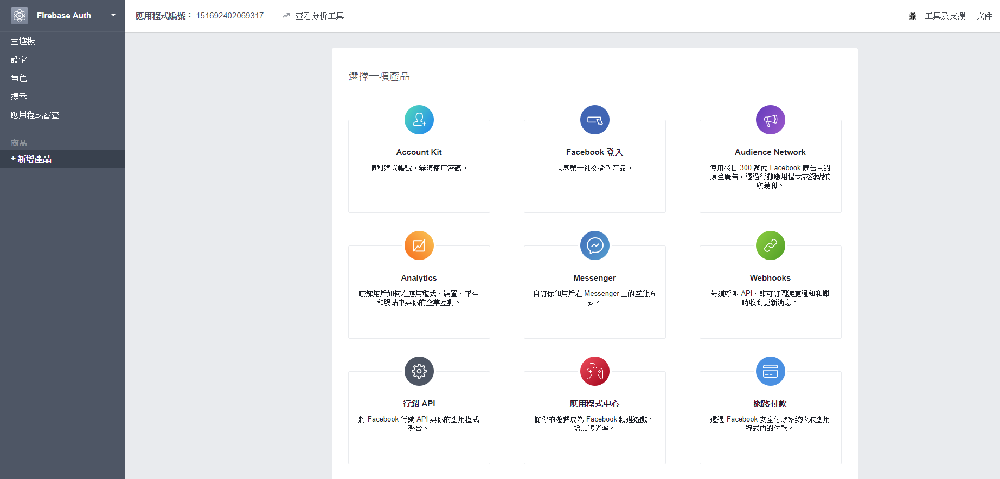 Firebase Auth
應用程式編號： 151692402069317
查看分析工具
工具及支援
文件
主控板
設定
角色
提示
應用程式審查
商品
+ 新增產品
選擇一項產品
Account Kit
順利建立帳號，無須使用密碼。
Facebook 登入
世界第一社交登入產品。
Audience Network
使用來自 300 萬位 Facebook 廣告主的
原生廣告，透過行動應用程式或網站賺
取獲利。
Analytics
瞭解用戶如何在應用程式、裝置、平台
和網站中與你的企業互動。
Messenger
自訂你和用戶在 Messenger 上的互動方
式。
Webhooks
無須呼叫 API，即可訂閱變更通知和即
時收到更新消息。
行銷 API
將 Facebook 行銷 API 與你的應用程式
整合。
應用程式中心
讓你的遊戲成為 Facebook 精選遊戲，
增加曝光率。
網路付款
透過 Facebook 安全付款系統收取應用
程式內的付款。